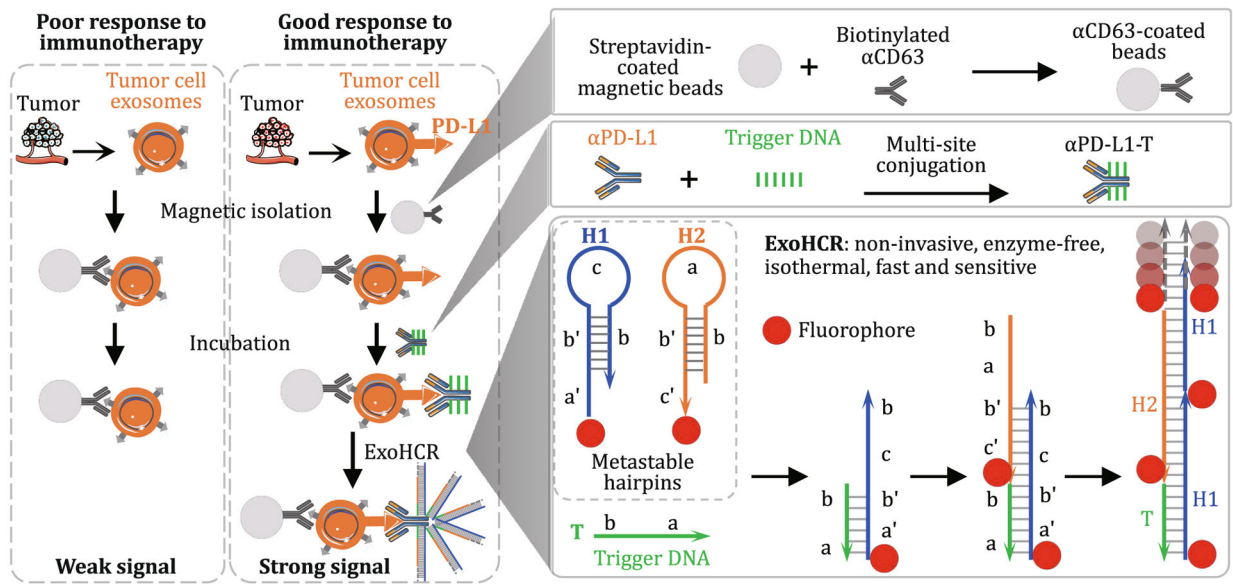 Poor response to
immunotherapy
Tumor cell
exosomes
Tumor
Good response to
immunotherapy
Tumor cell
exosomes
Tumor
PD-L1
Magnetic isolation
Incubation
ExoHCR
Weak signal
Strong signal
Streptavidin-
coated
magnetic beads
+
Biotinylated
αCD63
αCD63-coated
beads
αPD-L1
+
Trigger DNA
Multi-site
conjugation
αPD-L1-T
H1
c
b'
b
a'
H2
a
b'
b
c'
Metastable
hairpins
T
b
a
Trigger DNA
ExoHCR: non-invasive, enzyme-free,
isothermal, fast and sensitive
Fluorophore
b
c
b
b'
a
a'
b
a
b'
b
c'
c
b
b'
a
a'
H1
H2
T
H1